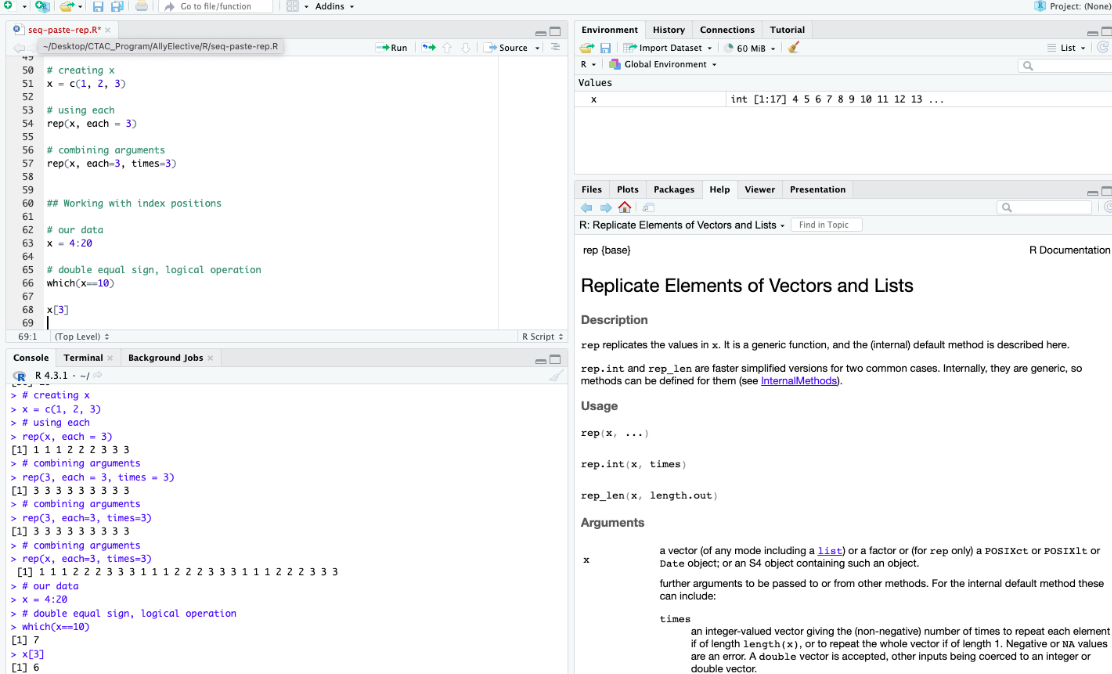 Go to file/function
Addins
Project: (None)
seq-paste-rep.R*
~/Desktop/CTAC_Program/AllyElective/R/seq-paste-rep.R
Run
Source
49
50 # creating x
51 x = c(1, 2, 3)
52
53 # using each
54 rep(x, each = 3)
55
56 # combining arguments
57 rep(x, each=3, times=3)
58
59
60 ## Working with index positions
61
62 # our data
63 x = 4:20
64
65 # double equal sign, logical operation
66 which(x==10)
67
68 x[3]
69
69:1 (Top Level) R Script
Console Terminal Background Jobs
R 4.3.1 · ~/
> # creating x
> x = c(1, 2, 3)
> # using each
> rep(x, each = 3)
[1] 1 1 1 2 2 2 3 3 3
> # combining arguments
> rep(3, each = 3, times = 3)
[1] 3 3 3 3 3 3 3 3 3
> # combining arguments
> rep(3, each=3, times=3)
[1] 3 3 3 3 3 3 3 3 3
> # combining arguments
> rep(x, each=3, times=3)
[1] 1 1 1 2 2 2 3 3 3 1 1 1 2 2 2 3 3 3 1 1 1 2 2 2 3 3 3
> # our data
> x = 4:20
> # double equal sign, logical operation
> which(x==10)
[1] 7
> x[3]
[1] 6
Environment History Connections Tutorial
Import Dataset 60 MiB List
R Global Environment
Values
x int [1:17] 4 5 6 7 8 9 10 11 12 13 ...
Files Plots Packages Help Viewer Presentation
R: Replicate Elements of Vectors and Lists Find in Topic
rep {base} R Documentation
Replicate Elements of Vectors and Lists
Description
rep replicates the values in x. It is a generic function, and the (internal) default method is described here.
rep.int and rep_len are faster simplified versions for two common cases. Internally, they are generic, so
methods can be defined for them (see InternalMethods).
Usage
rep(x, ...)
rep.int(x, times)
rep_len(x, length.out)
Arguments
x a vector (of any mode including a list) or a factor or (for rep only) a POSIXct or POSIXlt or
Date object; or an S4 object containing such an object.
further arguments to be passed to or from other methods. For the internal default method these
can include:
times
an integer-valued vector giving the (non-negative) number of times to repeat each element
if of length length(x), or to repeat the whole vector if of length 1. Negative or NA values
are an error. A double vector is accepted, other inputs being coerced to an integer or
double vector.